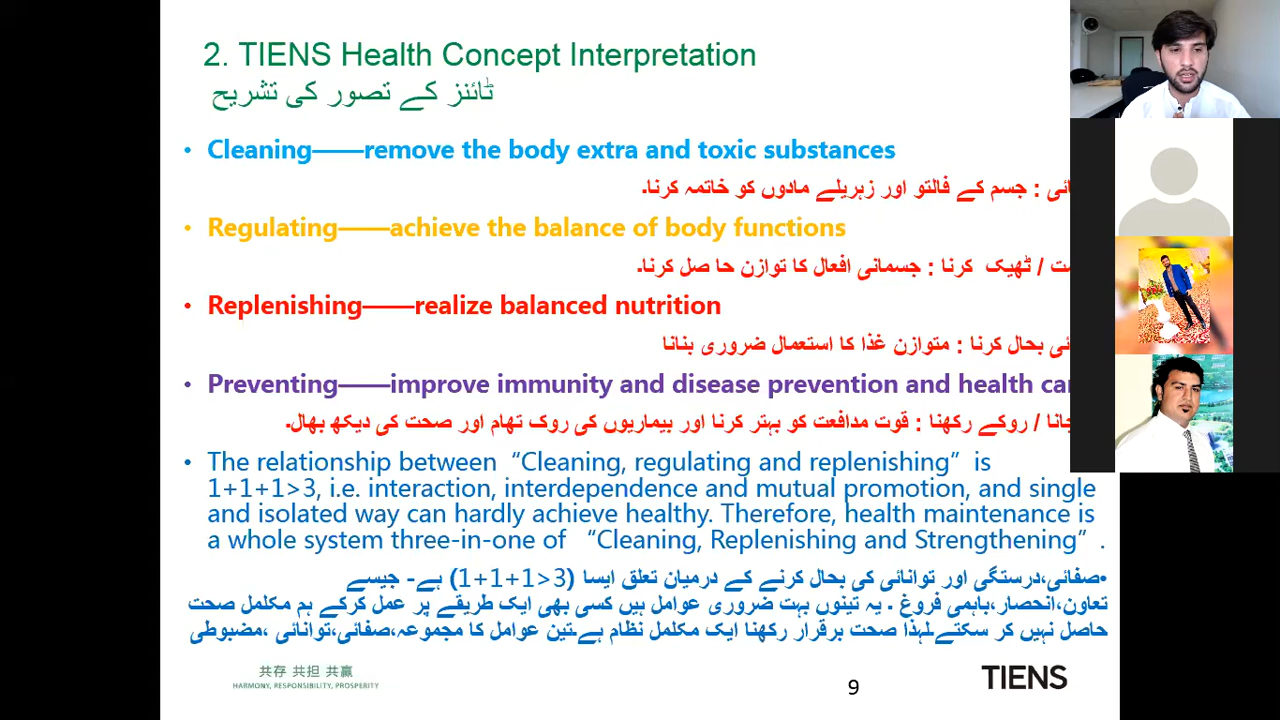 2. TIENS Health Concept Interpretation
ٹائنز کے تصور کی تشریح
• Cleaning——remove the body extra and toxic substances
: جسم کے فالتو اور زہریلے مادوں کو خاتمہ کرنا۔
• Regulating——achieve the balance of body functions
/ ٹھیک کرنا : جسمانی افعال کا توازن حا صل کرنا۔
• Replenishing——realize balanced nutrition
بحال کرنا : متوازن غذا کا استعمال ضروری بنانا
• Preventing——improve immunity and disease prevention and health
/ روکے رکھنا : قوت مدافعت کو بہتر کرنا اور بیماریوں کی روک تھام اور صحت کی دیکھ بھال۔
• The relationship between “Cleaning, regulating and replenishing” is
1+1+1>3, i.e. interaction, interdependence and mutual promotion, and single
and isolated way can hardly achieve healthy. Therefore, health maintenance is
a whole system three-in-one of “Cleaning, Replenishing and Strengthening”.
•صفائی،درستگی اور توانائی کی بحال کرنے کے درمیان تعلق ایسا (1+1+1>3) ہے- جیسے
تعاون،انحصار،باہمی فروغ ۔ یہ تینوں بہت ضروری عوامل ہیں کسی بھی ایک طریقے پر عمل کرکے ہم مکلمل صحت
حاصل نہیں کر سکتے۔لہذا صحت برقرار رکھنا ایک مکلمل نظام ہے۔تین عوامل کا مجموعہ،صفائی،توانائی ،مضبوطی
共存 共担 共赢
HARMONY, RESPONSIBILITY, PROSPERITY
9
TIENS